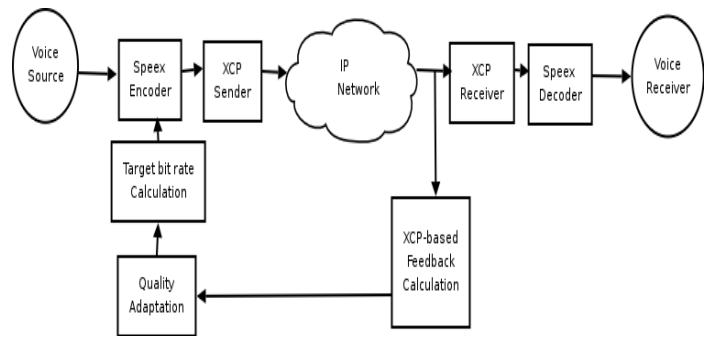 Voice
Source
Speex
Encoder
XCP
Sender
IP
Network
XCP
Receiver
Speex
Decoder
Voice
Receiver
Target bit rate
Calculation
XCP-based
Feedback
Calculation
Quality
Adaptation